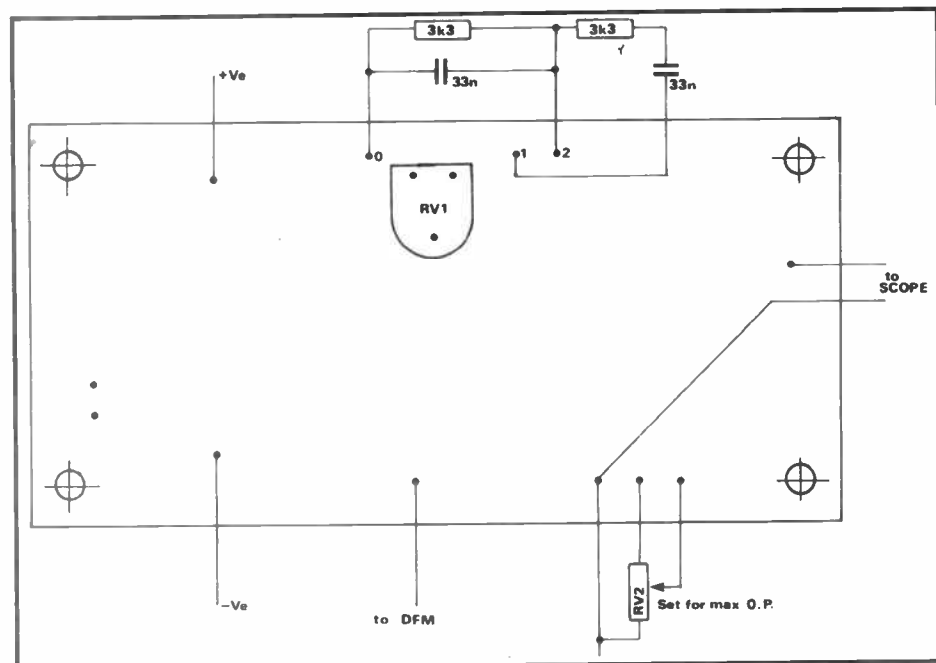 3k3
3k3
33n
33n
+Ve
0
1
2
RV1
to
SCOPE
-Ve
to DFM
RV2
Set for max O.P.